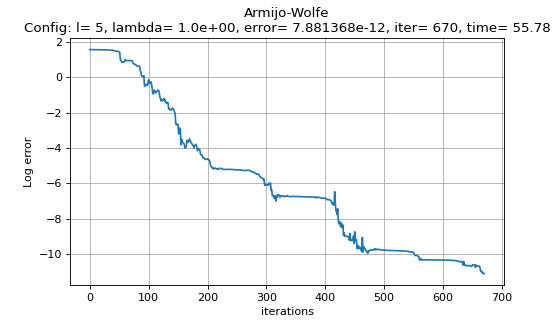 Armijo-Wolfe
Config: l= 5, lambda= 1.0e+00, error= 7.881368e-12, iter= 670, time= 55.78
2
0
−2
−4
−6
−8
−10
Log error
0 100 200 300 400 500 600 700
iterations